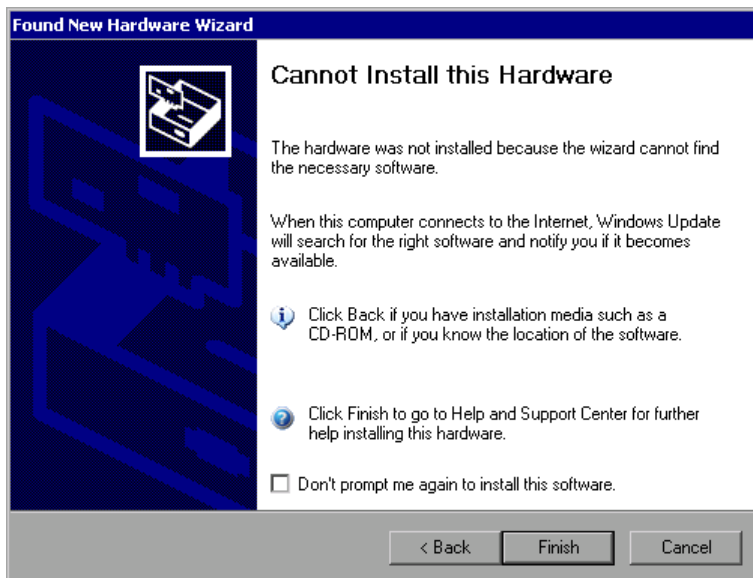 Found New Hardware Wizard
Cannot Install this Hardware
The hardware was not installed because the wizard cannot find
the necessary software.
When this computer connects to the Internet, Windows Update
will search for the right software and notify you if it becomes
available.
Click Back if you have installation media such as a
CD-ROM, or if you know the location of the software.
Click Finish to go to Help and Support Center for further
help installing this hardware.
Don't prompt me again to install this software.
< Back
Finish
Cancel